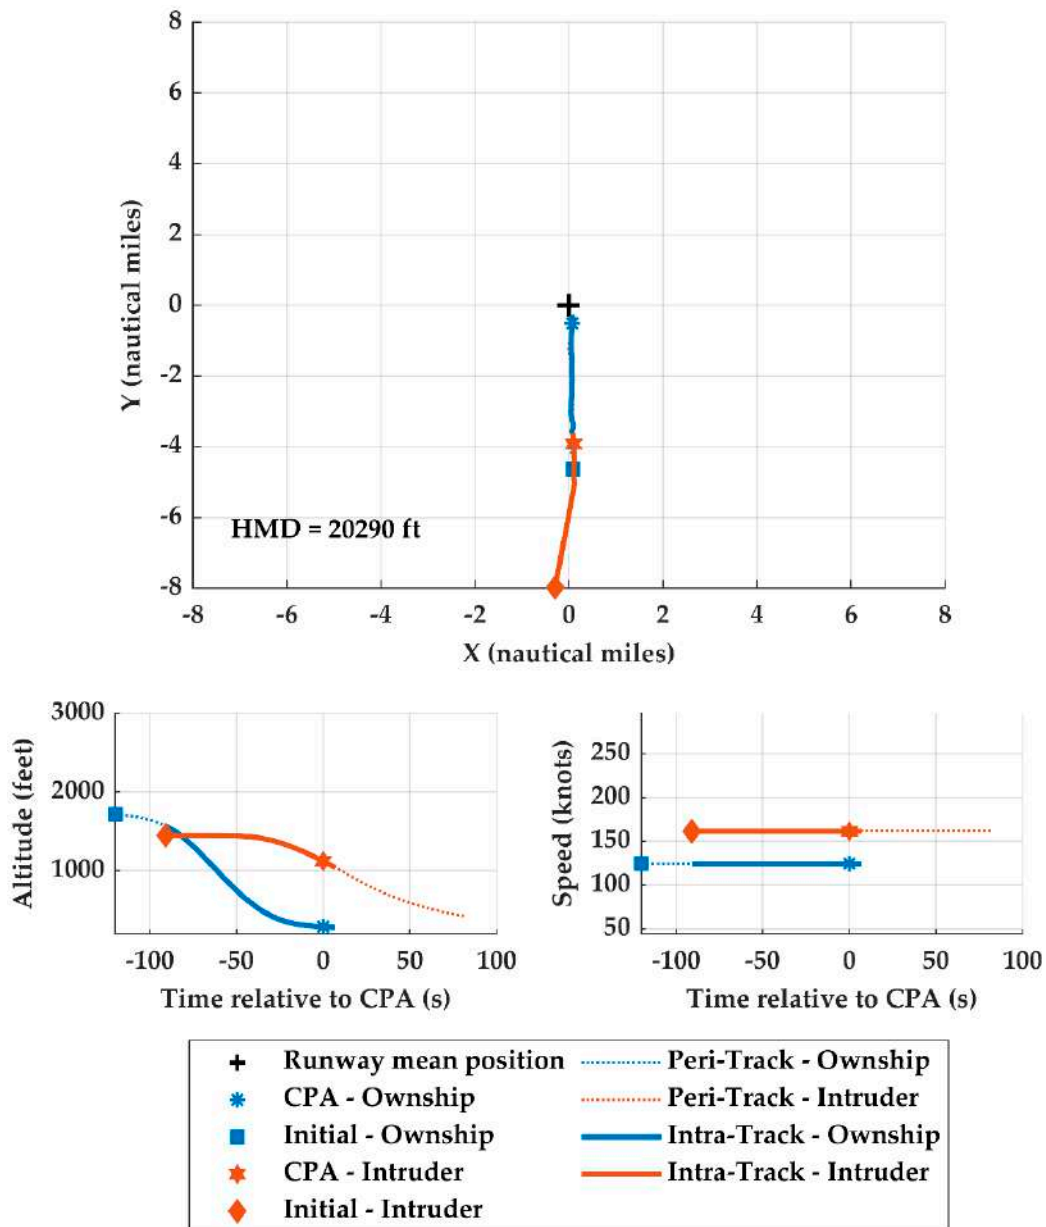 8
6
4
2
0
-2
-4
-6
-8
Y (nautical miles)
HMD = 20290 ft
-8 -6 -4 -2 0 2 4 6 8
X (nautical miles)
3000
2000
1000
Altitude (feet)
-100 -50 0 50 100
Time relative to CPA (s)
250
200
150
100
50
Speed (knots)
-100 -50 0 50 100
Time relative to CPA (s)
Runway mean position
CPA - Ownship
Initial - Ownship
CPA - Intruder
Initial - Intruder
Peri-Track - Ownship
Peri-Track - Intruder
Intra-Track - Ownship
Intra-Track - Intruder